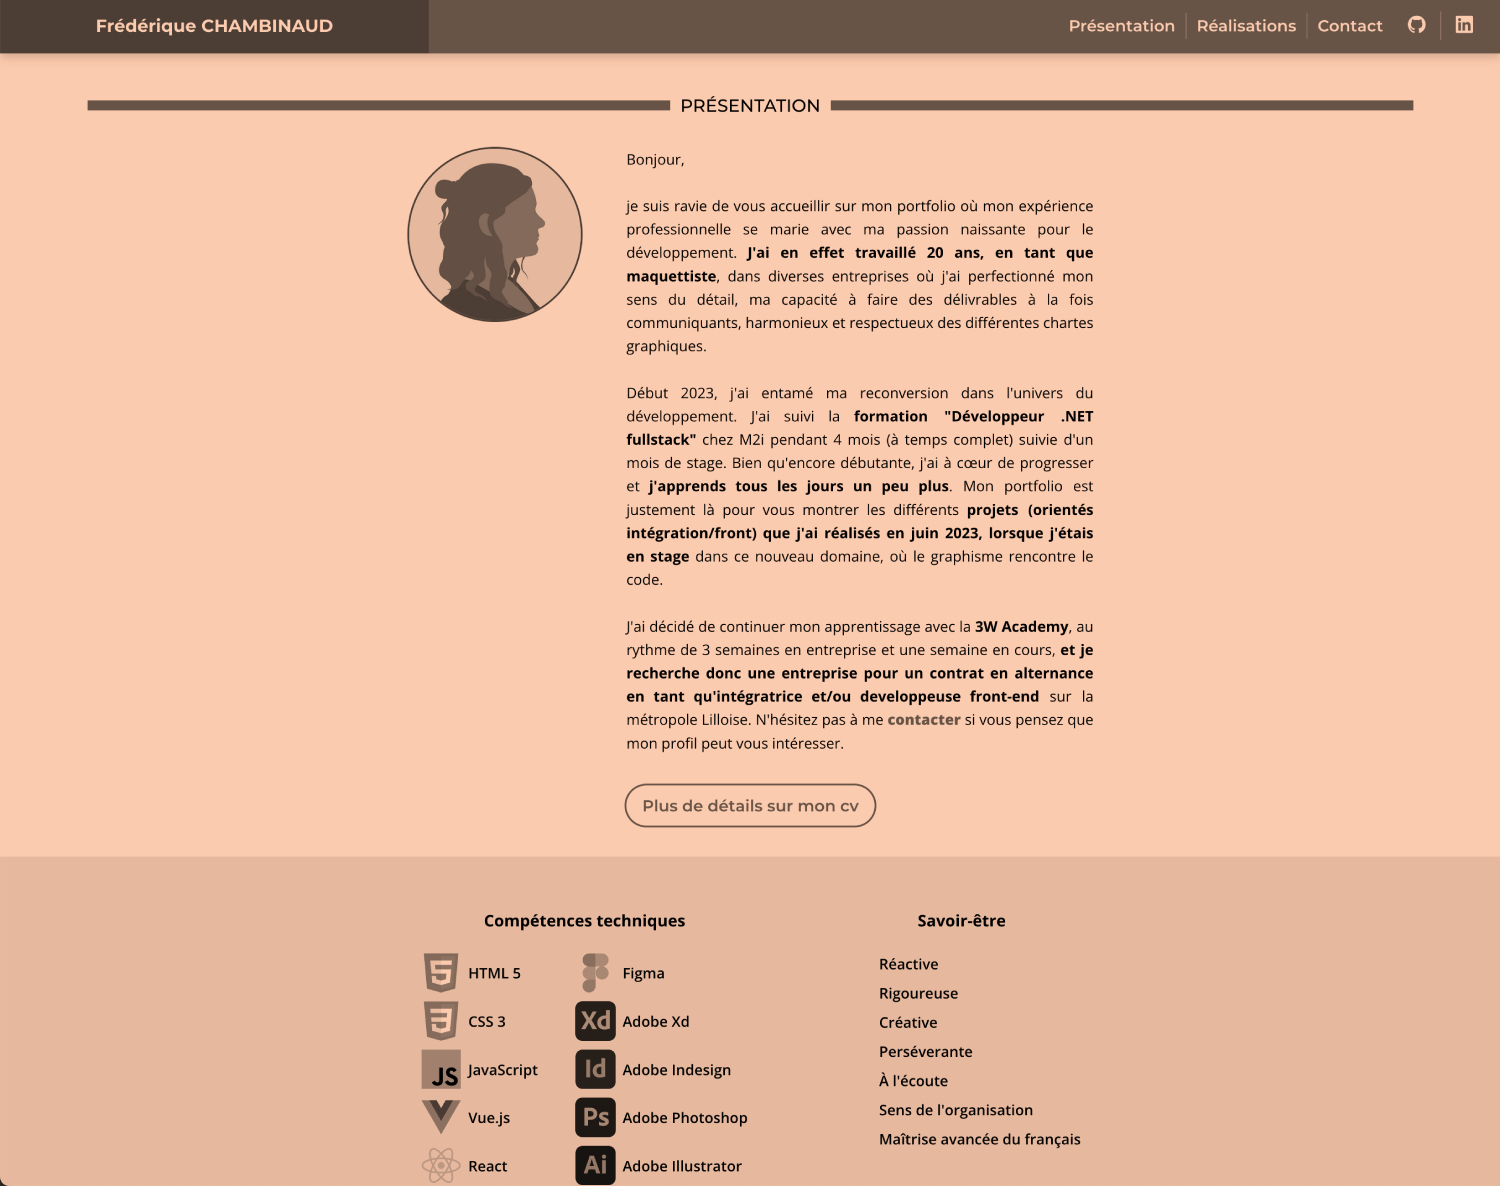 Frédérique CHAMBINAUD
Présentation
Réalisations
Contact
in
PRÉSENTATION
Bonjour,
je suis ravie de vous accueillir sur mon portfolio où mon expérience
professionnelle se marie avec ma passion naissante pour le
développement. J'ai en effet travaillé 20 ans, en tant que
maquettiste, dans diverses entreprises où j'ai perfectionné mon
sens du détail, ma capacité à faire des délivrables à la fois
communiquants, harmonieux et respectueux des différentes chartes
graphiques.
Début 2023, j'ai entamé ma reconversion dans l'univers du
développement. J'ai suivi la formation "Développeur .NET
fullstack" chez M2i pendant 4 mois (à temps complet) suivie d'un
mois de stage. Bien qu'encore débutante, j'ai à cœur de progresser
et j'apprends tous les jours un peu plus. Mon portfolio est
justement là pour vous montrer les différents projets (orientés
intégration/front) que j'ai réalisés en juin 2023, lorsque j'étais
en stage dans ce nouveau domaine, où le graphisme rencontre le
code.
J'ai décidé de continuer mon apprentissage avec la 3W Academy, au
rythme de 3 semaines en entreprise et une semaine en cours, et je
recherche donc une entreprise pour un contrat en alternance
en tant qu'intégratrice et/ou developpeuse front-end sur la
métropole Lilloise. N'hésitez pas à me contacter si vous pensez que
mon profil peut vous intéresser.
Plus de détails sur mon cv
Compétences techniques
5 HTML 5
3 CSS 3
JS JavaScript
Vue.js
React
Figma
Xd Adobe Xd
Id Adobe Indesign
Ps Adobe Photoshop
Ai Adobe Illustrator
Savoir-être
Réactive
Rigoureuse
Créative
Persévérante
À l'écoute
Sens de l'organisation
Maîtrise avancée du français